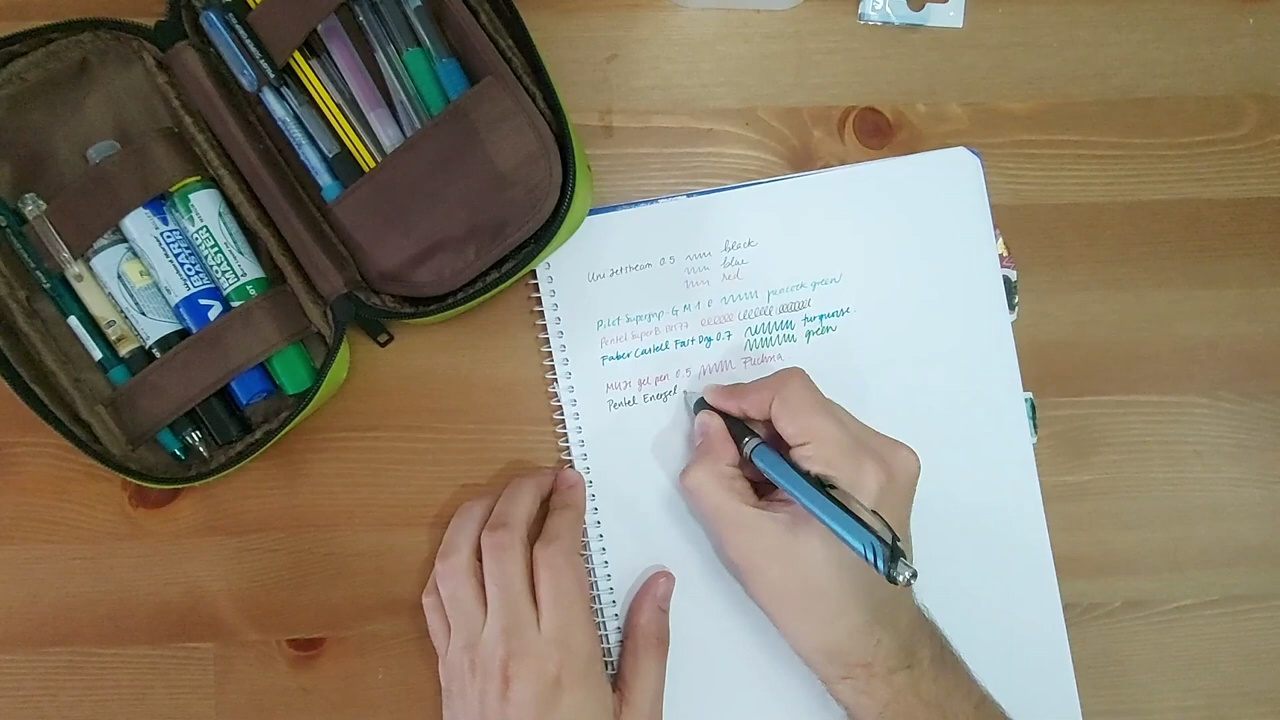 Uni Jetstream 0.5 black
blue
red
Pilot Supergrip G M 1.0 peacock green
Pentel SuperB
Faber Castell Fast Dry 0.7 turquoise
green
MUJI gel pen 0.5 Fuchsia
Pentel Energel